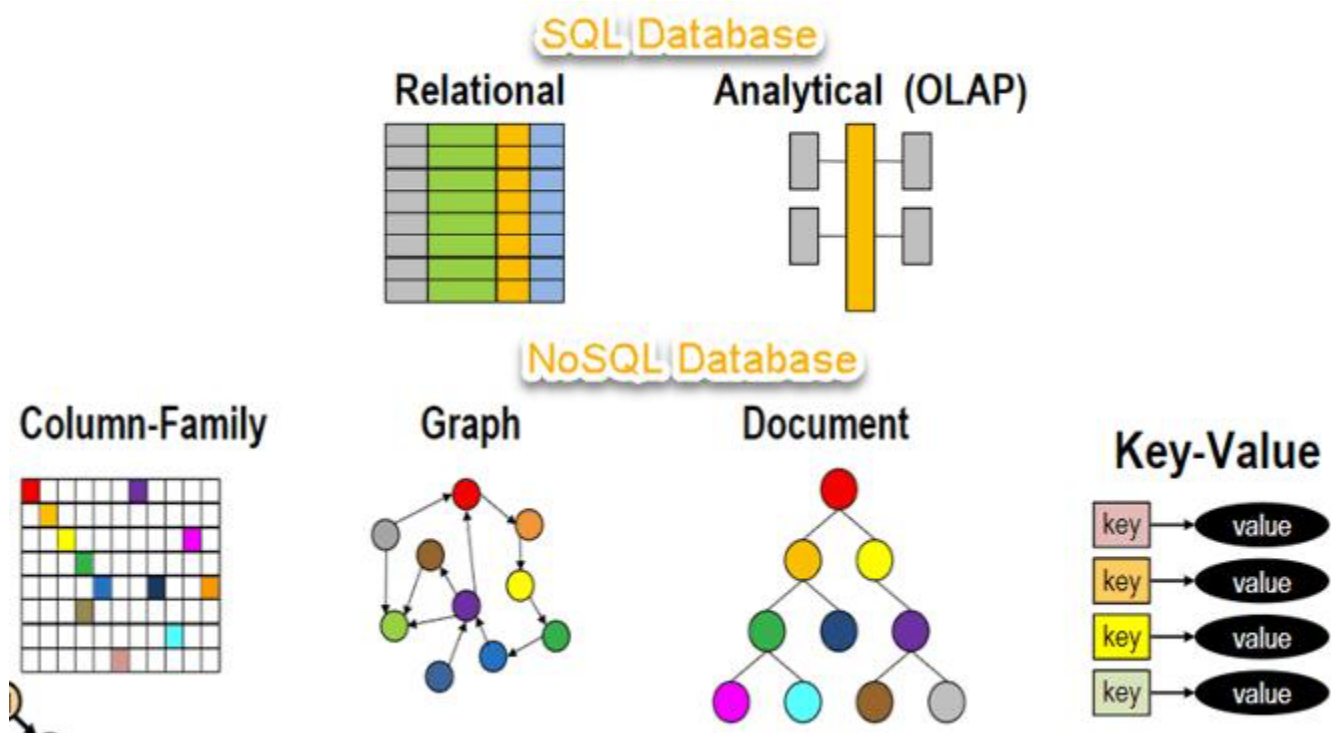 SQL Database
Relational
Analytical (OLAP)
NoSQL Database
Column-Family
Graph
Document
Key-Value
key
value
key
value
key
value
key
value